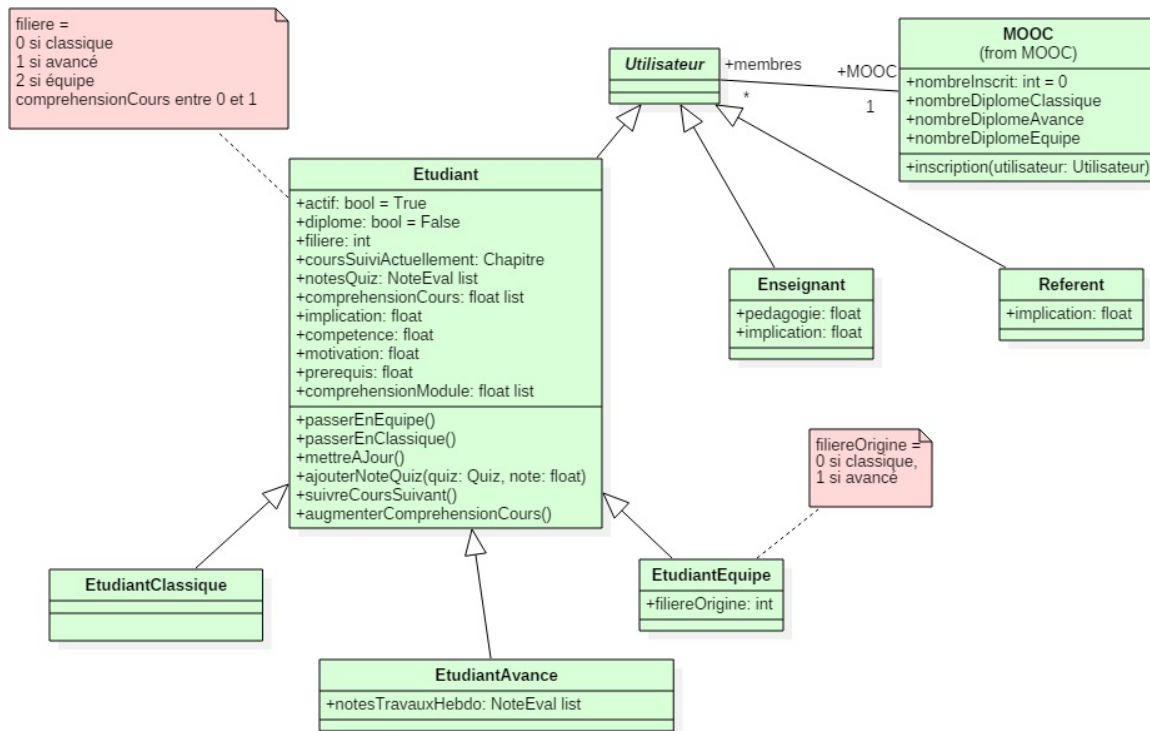 filiere =
0 si classique
1 si avancé
2 si équipe
comprehensionCours entre 0 et 1
Utilisateur
+membres
*
+MOOC
1
MOOC
(from MOOC)
+nombreInscrit: int = 0
+nombreDiplomeClassique
+nombreDiplomeAvance
+nombreDiplomeEquipe
+inscription(utilisateur: Utilisateur)
Etudiant
+actif: bool = True
+diplome: bool = False
+filiere: int
+coursSuiviActuellement: Chapitre
+notesQuiz: NoteEval list
+comprehensionCours: float list
+implication: float
+competence: float
+motivation: float
+prerequis: float
+comprehensionModule: float list
+passerEnEquipe()
+passerEnClassique()
+mettreAJour()
+ajouterNoteQuiz(quiz: Quiz, note: float)
+suivreCoursSuivant()
+augmenterComprehensionCours()
Enseignant
+pedagogie: float
+implication: float
Referent
+implication: float
filiereOrigine =
0 si classique,
1 si avancé
EtudiantClassique
EtudiantEquipe
+filiereOrigine: int
EtudiantAvance
+notesTravauxHebdo: NoteEval list